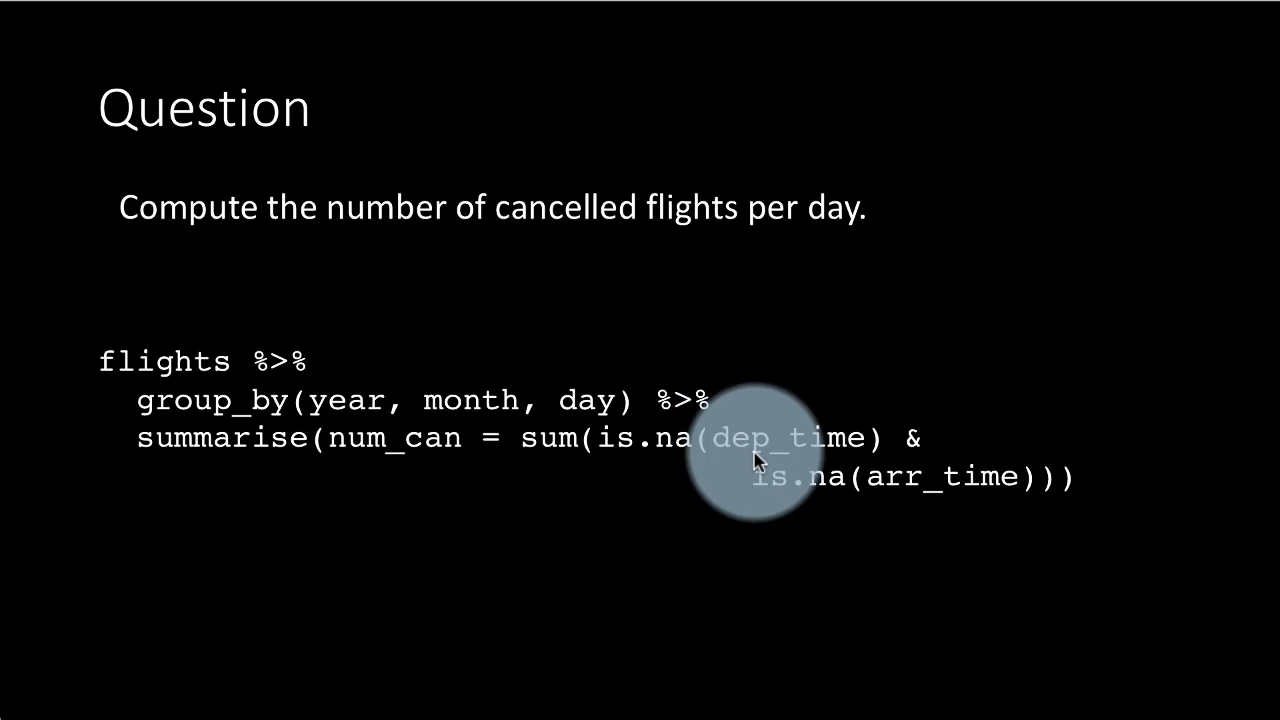 Question
Compute the number of cancelled flights per day.
flights %>%
group_by(year, month, day) %>%
summarise(num_can = sum(is.na(dep_time) &
is.na(arr_time)))